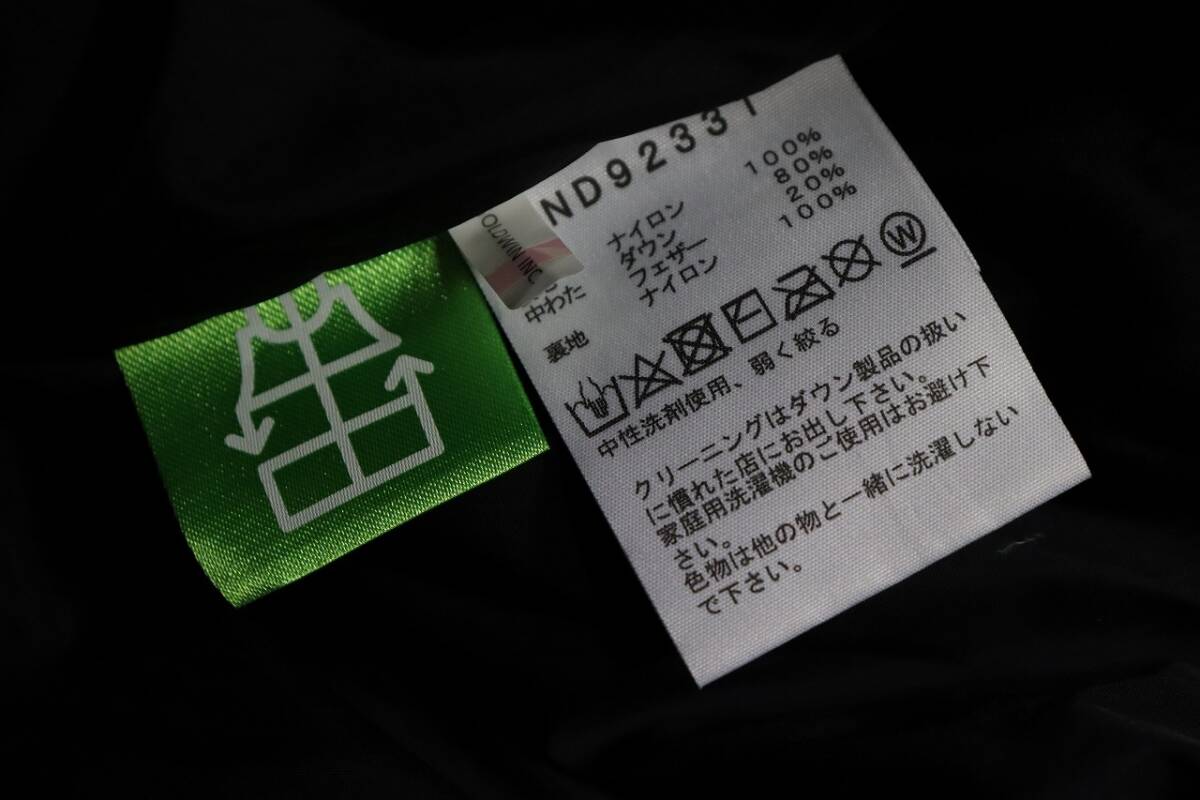 ND92331
ナイロン 100%
ダウン 80%
フェザー 20%
中わた
裏地 ナイロン 100%
OLDWIN INC
W
中性洗剤使用、弱く絞る
クリーニングはダウン製品の扱い
に慣れた店にお出し下さい。
家庭用洗濯機のご使用はお避け下
さい。
色物は他の物と一緒に洗濯しない
で下さい。